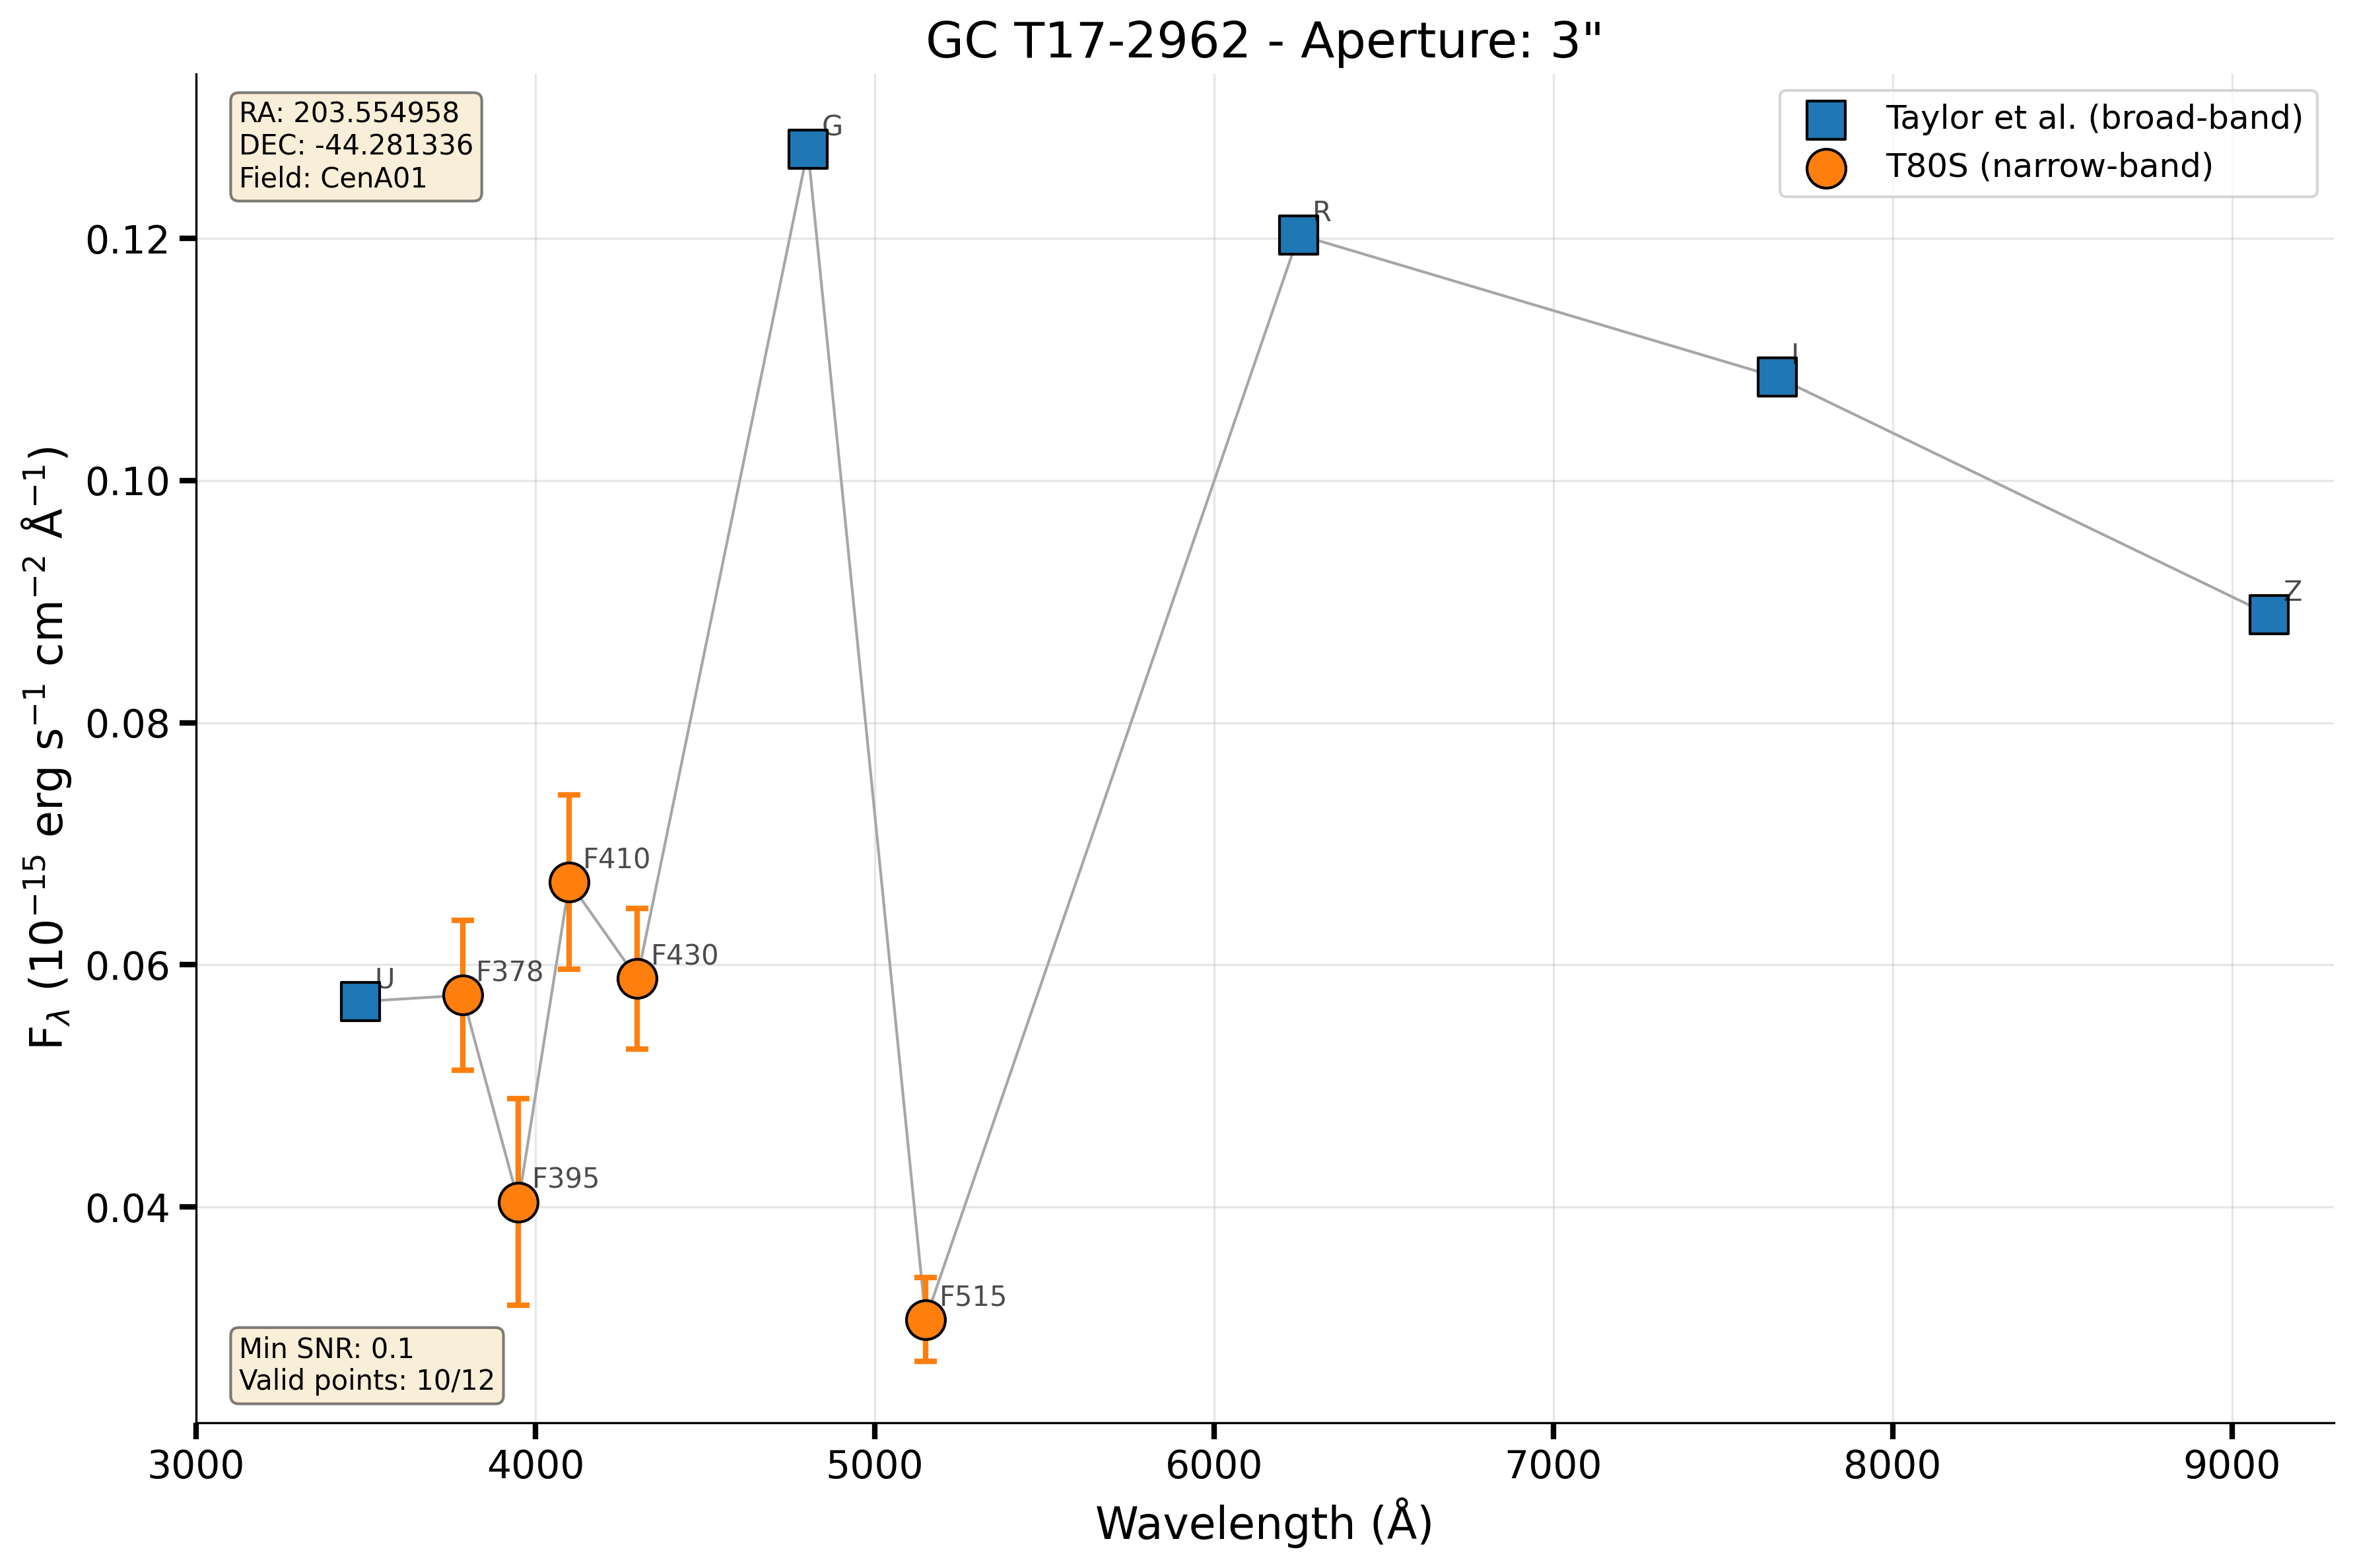 GC T17-2962 - Aperture: 3"
RA: 203.554958
DEC: -44.281336
Field: CenA01
Taylor et al. (broad-band)
T80S (narrow-band)
G
R
I
Z
F410
F430
U
F378
F395
F515
Min SNR: 0.1
Valid points: 10/12
0.12
0.10
0.08
0.06
0.04
F$_{\lambda}$ (10⁻¹⁵ erg s⁻¹ cm⁻² Å⁻¹)
3000 4000 5000 6000 7000 8000 9000
Wavelength (Å)